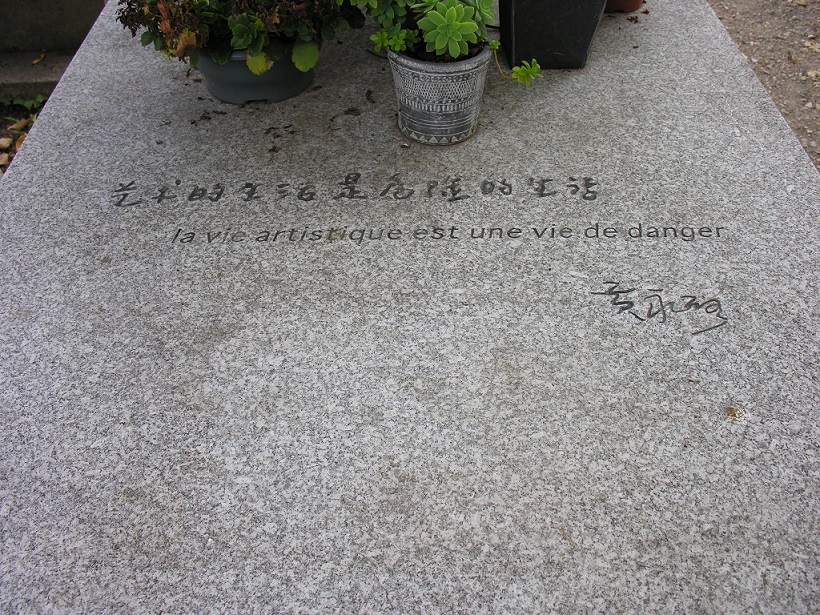 艺术的生活是危险的生活
la vie artistique est une vie de danger
黄永砅